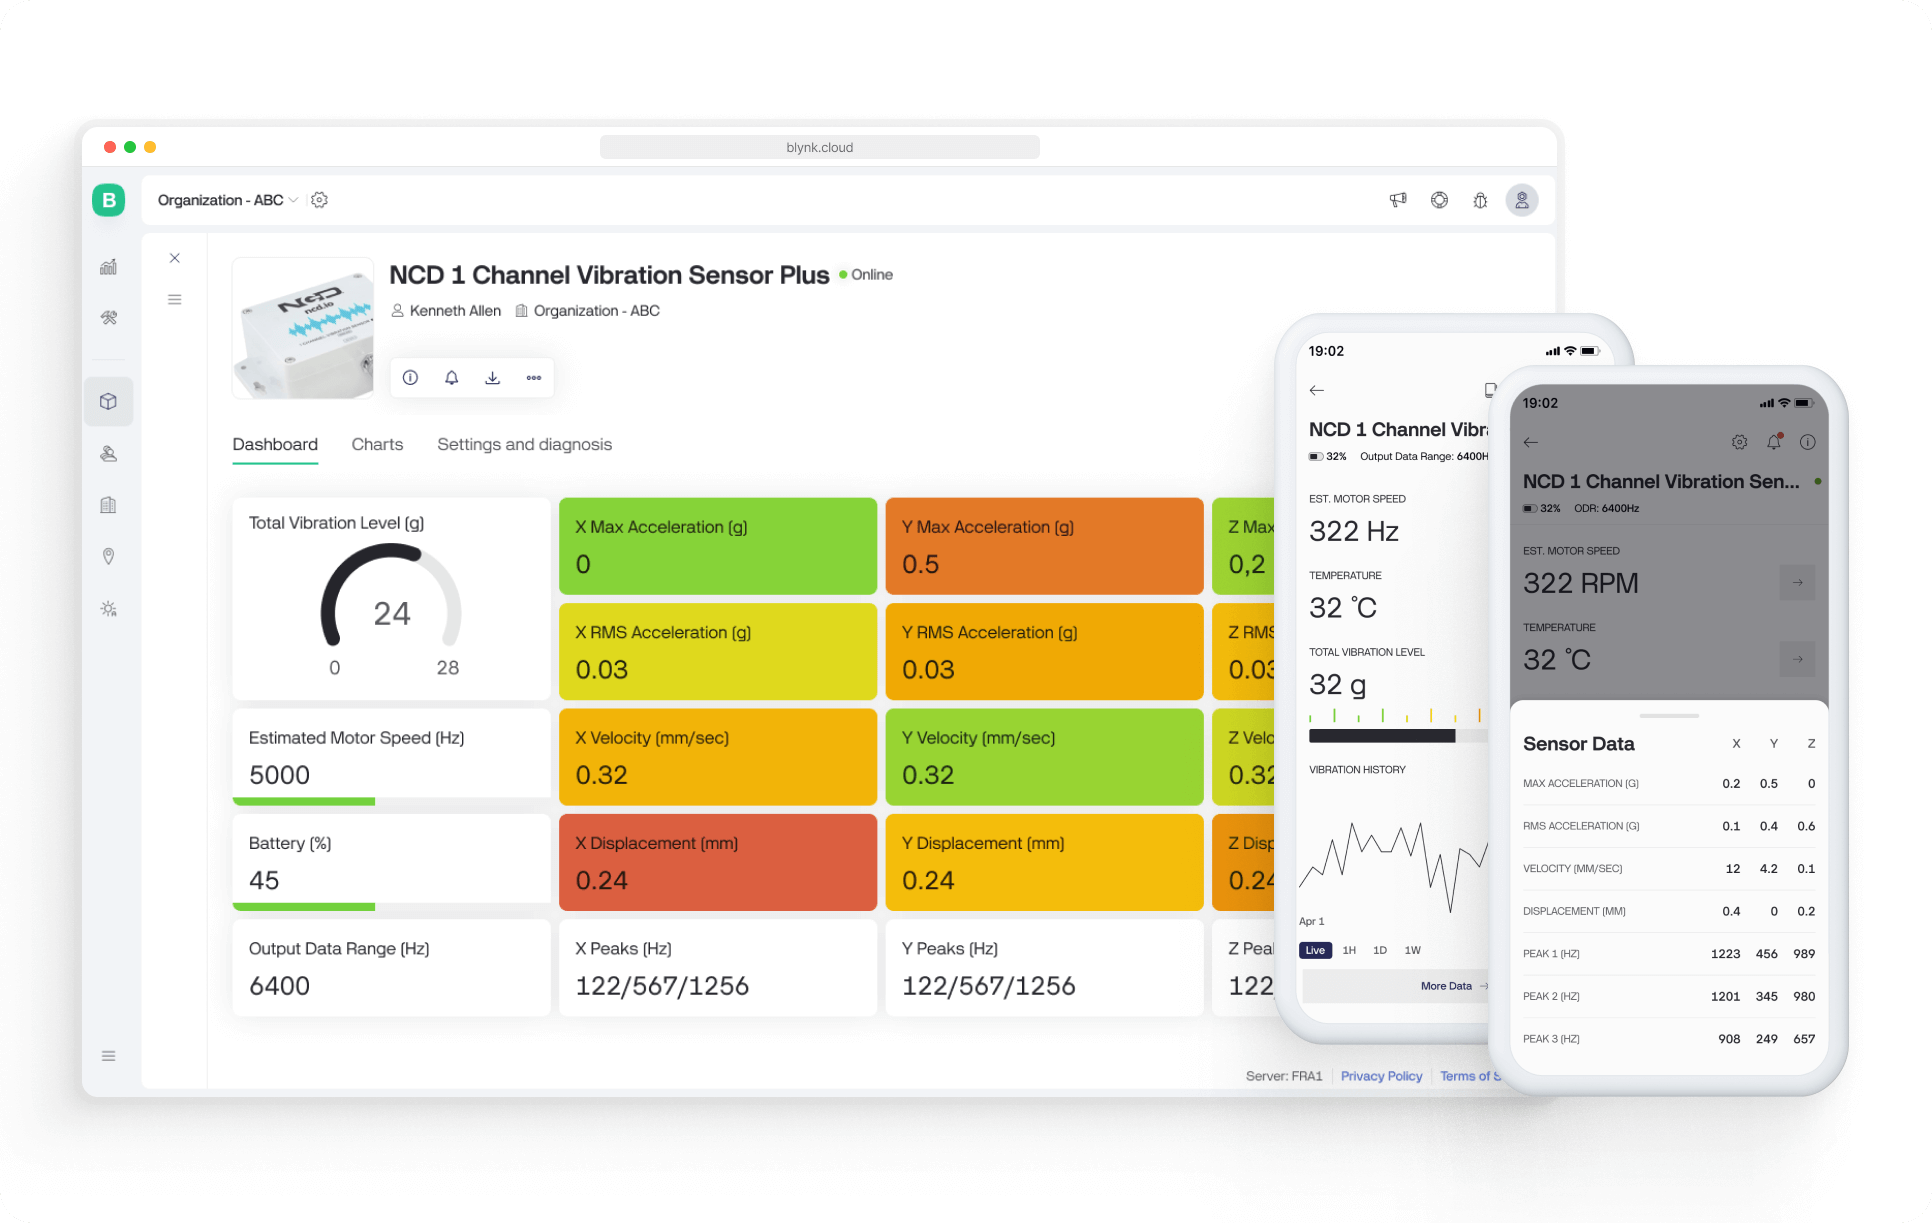 blynk.cloud
B
Organization - ABC
NCD
ncd.io
NCD 1 Channel Vibration Sensor Plus
Online
Kenneth Allen
Organization - ABC
Dashboard
Charts
Settings and diagnosis
Total Vibration Level (g)
24
0
28
X Max Acceleration (g)
0
Y Max Acceleration (g)
0.5
Z Max
0,2
X RMS Acceleration (g)
0.03
Y RMS Acceleration (g)
0.03
Z RMS
0.03
Estimated Motor Speed (Hz)
5000
X Velocity (mm/sec)
0.32
Y Velocity (mm/sec)
0.32
Z Velo
0.32
Battery (%)
45
X Displacement (mm)
0.24
Y Displacement (mm)
0.24
Z Disp
0.24
Output Data Range (Hz)
6400
X Peaks (Hz)
122/567/1256
Y Peaks (Hz)
122/567/1256
Z Peal
122
Server: FRA1
Privacy Policy
Terms of S
19:02
NCD 1 Channel Vibr
32%
Output Data Range: 6400H
EST. MOTOR SPEED
322 Hz
TEMPERATURE
32 °C
TOTAL VIBRATION LEVEL
32 g
VIBRATION HISTORY
Apr 1
Live 1H 1D 1W
More Data
19:02
NCD 1 Channel Vibration Sen...
32%
ODR: 6400Hz
EST. MOTOR SPEED
322 RPM
TEMPERATURE
32 °C
Sensor Data X Y Z
MAX ACCELERATION (G) 0.2 0.5 0
RMS ACCELERATION (G) 0.1 0.4 0.6
VELOCITY (MM/SEC) 12 4.2 0.1
DISPLACEMENT (MM) 0.4 0 0.2
PEAK 1 (HZ) 1223 456 989
PEAK 2 (HZ) 1201 345 980
PEAK 3 (HZ) 908 249 657